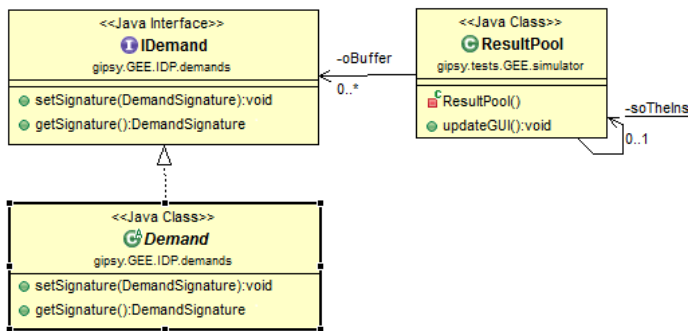 <<Java Interface>>
IDemand
gipsy.GEE.IDP.demands
setSignature(DemandSignature):void
getSignature():DemandSignature
-oBuffer
0..*
<<Java Class>>
ResultPool
gipsy.tests.GEE.simulator
ResultPool()
updateGUI():void
-soTheIns
0..1
<<Java Class>>
Demand
gipsy.GEE.IDP.demands
setSignature(DemandSignature):void
getSignature():DemandSignature